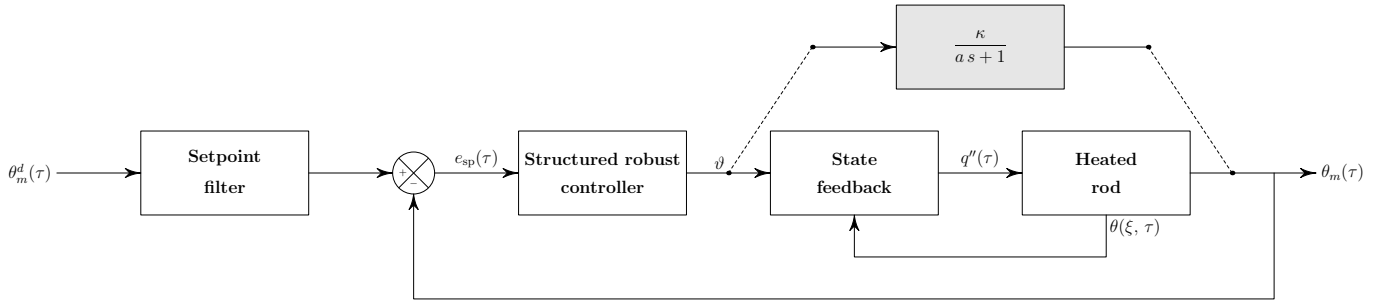 κ
a s + 1
θ_m^d(τ)
Setpoint
filter
+
−
e_sp(τ)
Structured robust
controller
ϑ
State
feedback
q''(τ)
Heated
rod
θ_m(τ)
θ(ξ, τ)